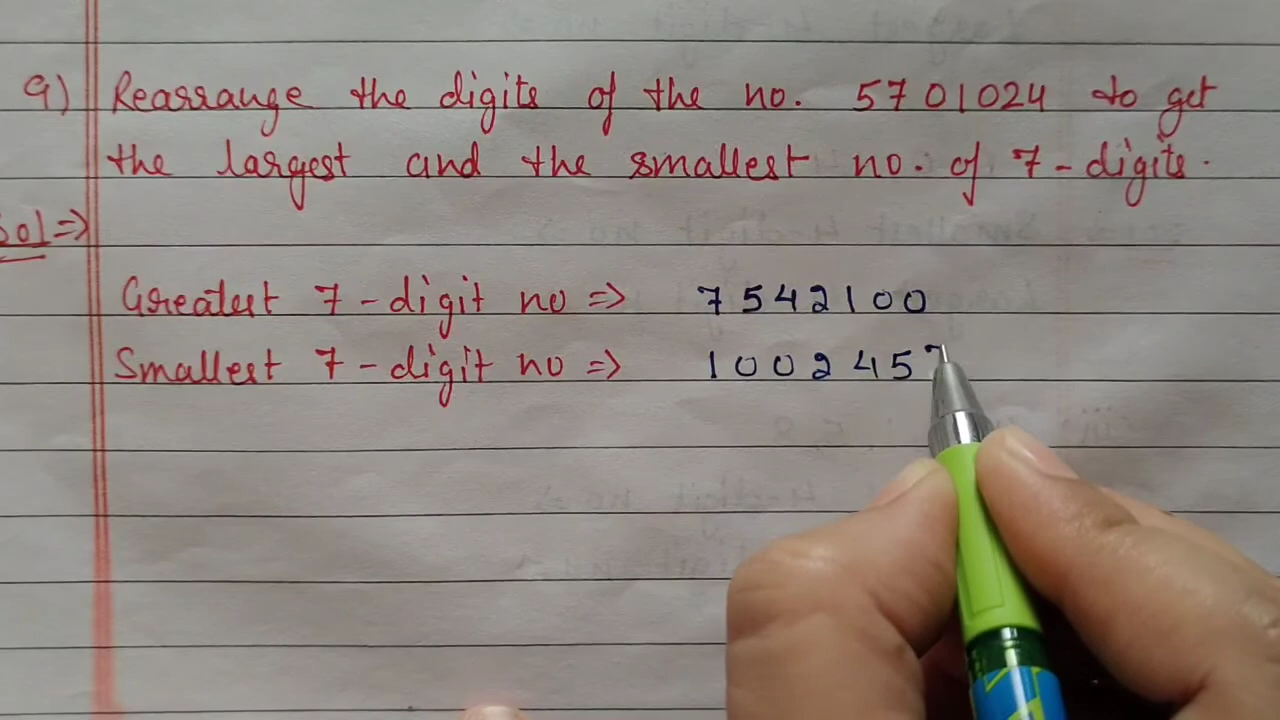 9) Rearrange the digits of the no. 5701024 to get
the largest and the smallest no. of 7-digits.
Sol =>
Greatest 7-digit no => 7542100
Smallest 7-digit no => 1002457